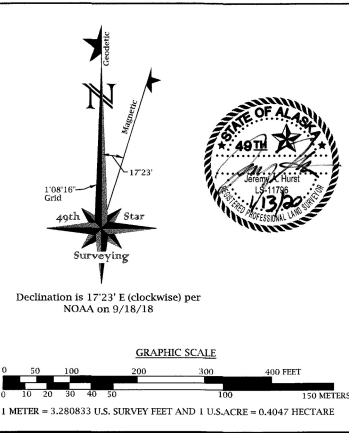 Geodetic
N
Magnetic
17°23'
1°08'16"
Grid
49th Star
Surveying
Declination is 17°23' E (clockwise) per
NOAA on 9/18/18
STATE OF ALASKA
49TH
Jeremy A. Hurst
LS-11796
1/13/20
REGISTERED PROFESSIONAL LAND SURVEYOR
GRAPHIC SCALE
0 50 100 200 300 400 FEET
0 10 20 30 40 50 100 150 METERS
1 METER = 3.280833 U.S. SURVEY FEET AND 1 U.S.ACRE = 0.4047 HECTARE